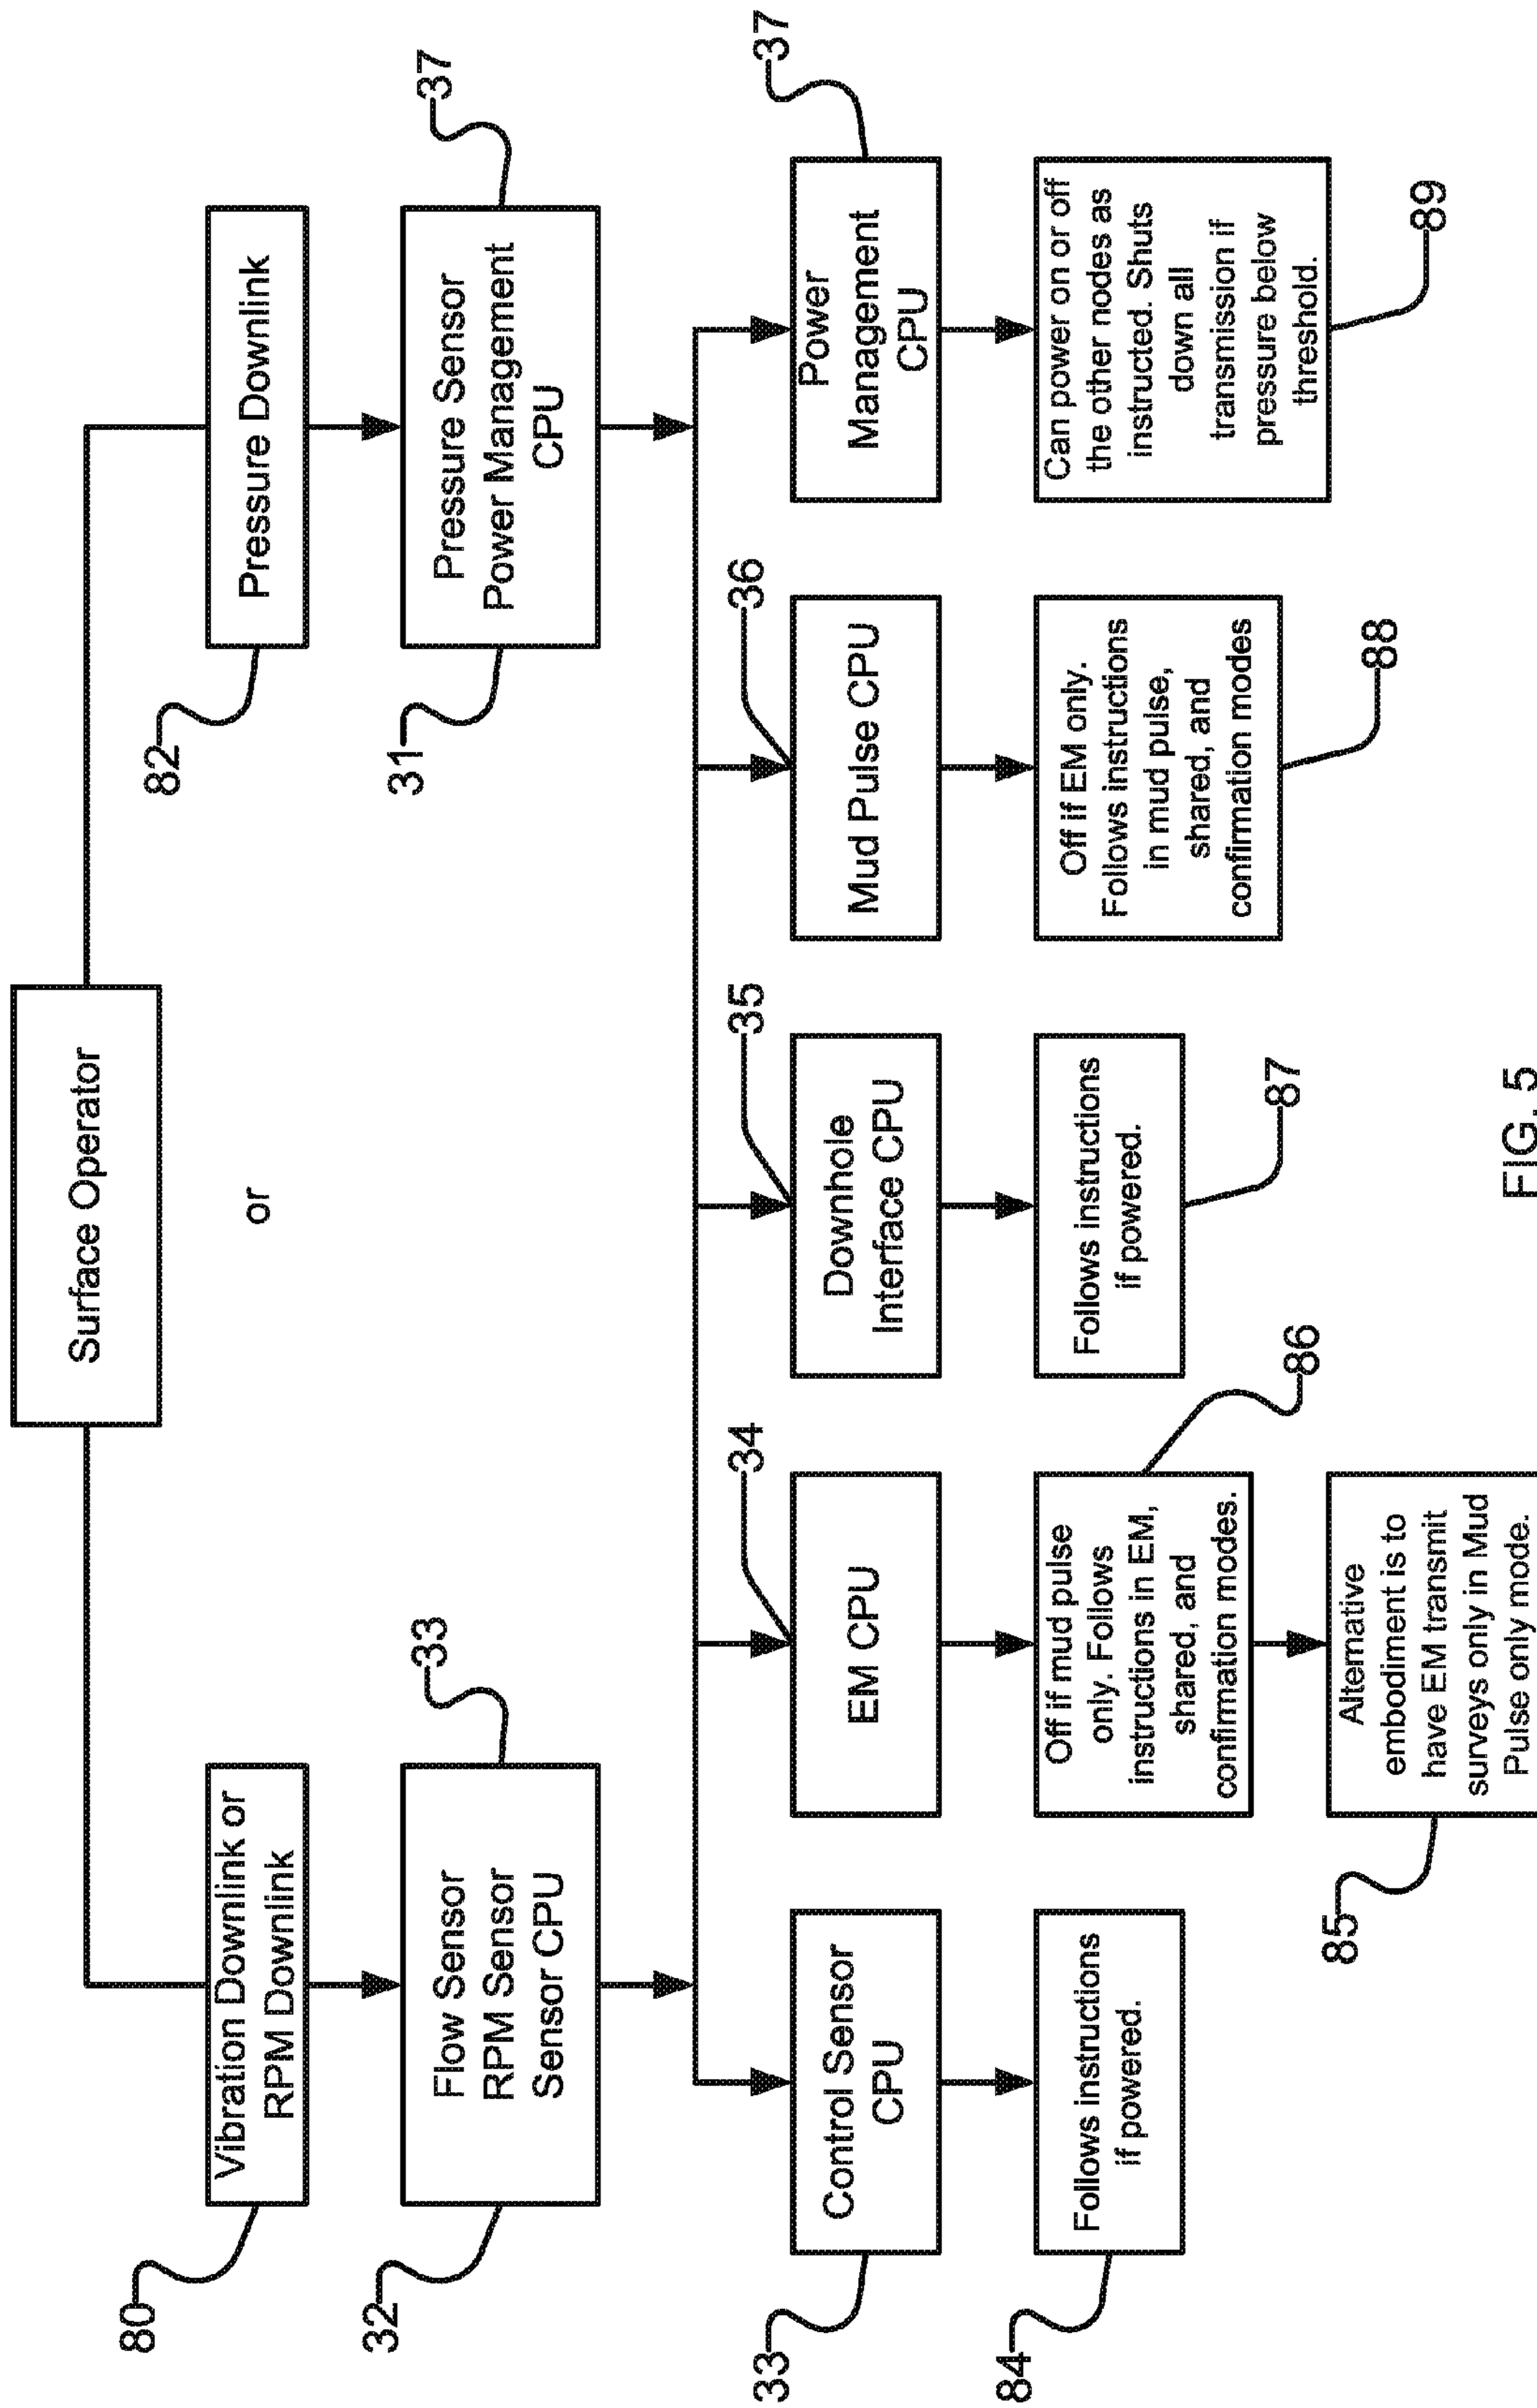 Surface Operator
or
80
Vibration Downlink or
RPM Downlink
82
Pressure Downlink
32
Flow Sensor
RPM Sensor
Sensor CPU
33
31
Pressure Sensor
Power Management
CPU
37
33
Control Sensor
CPU
34
EM CPU
35
Downhole
Interface CPU
36
Mud Pulse CPU
37
Power
Management
CPU
84
Follows instructions
if powered.
Off if mud pulse
only. Follows
instructions in EM,
shared, and
confirmation modes.
86
Follows instructions
if powered.
87
Off if EM only.
Follows instructions
in mud pulse,
shared, and
confirmation modes
88
Can power on or off
the other nodes as
instructed. Shuts
down all
transmission if
pressure below
threshold.
89
85
Alternative
embodiment is to
have EM transmit
surveys only in Mud
Pulse only mode.
FIG. 5